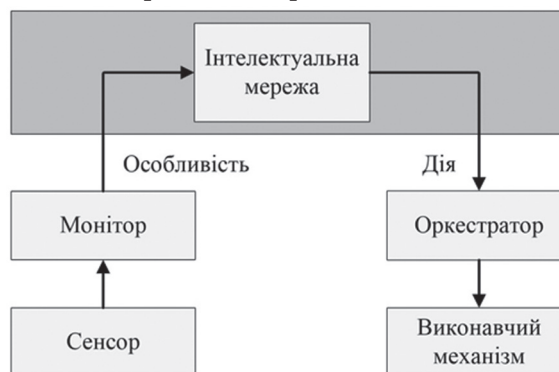 Інтелектуальна
мережа
Особливість
Дія
Монітор
Оркестратор
Сенсор
Виконавчий
механізм